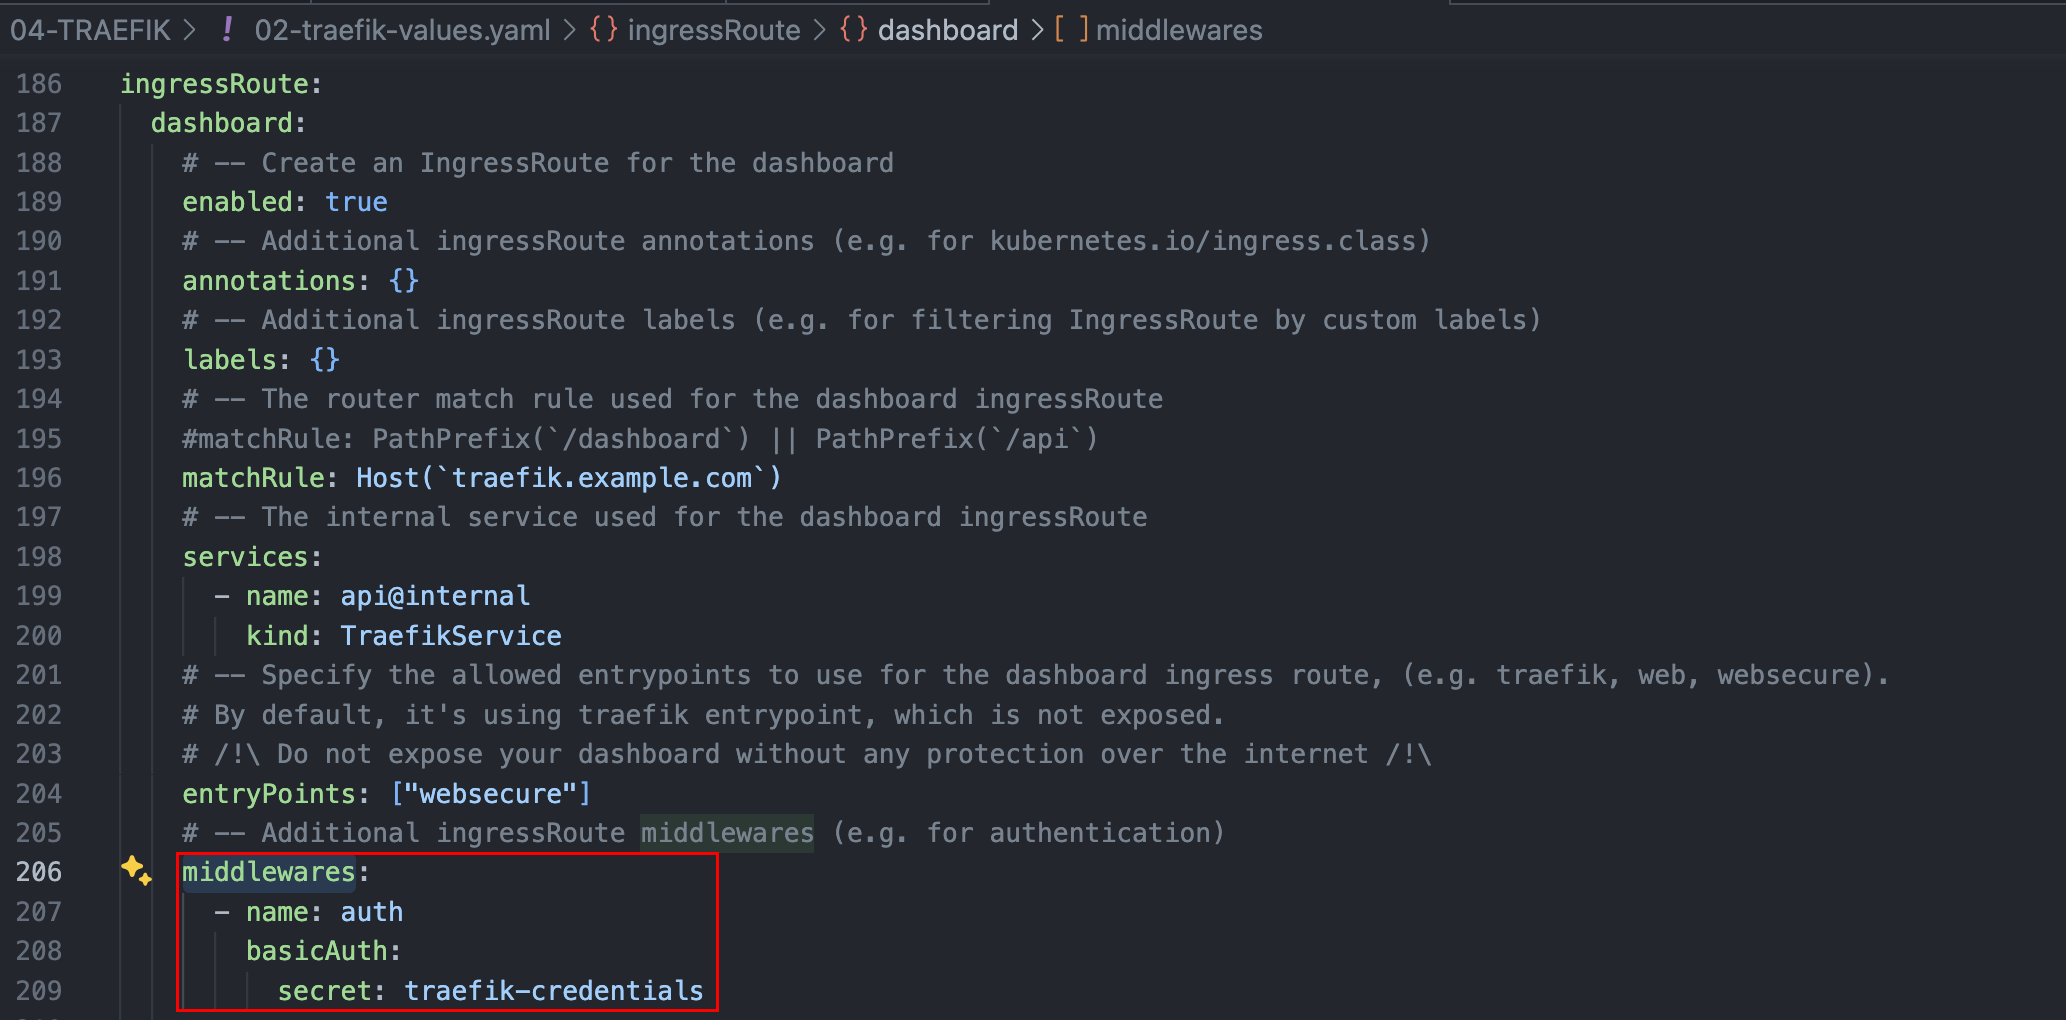 04-TRAEFIK > ! 02-traefik-values.yaml > {} ingressRoute > {} dashboard > [ ] middlewares
186 ingressRoute:
187 dashboard:
188 # -- Create an IngressRoute for the dashboard
189 enabled: true
190 # -- Additional ingressRoute annotations (e.g. for kubernetes.io/ingress.class)
191 annotations: {}
192 # -- Additional ingressRoute labels (e.g. for filtering IngressRoute by custom labels)
193 labels: {}
194 # -- The router match rule used for the dashboard ingressRoute
195 #matchRule: PathPrefix(`/dashboard`) || PathPrefix(`/api`)
196 matchRule: Host(`traefik.example.com`)
197 # -- The internal service used for the dashboard ingressRoute
198 services:
199 - name: api@internal
200 kind: TraefikService
201 # -- Specify the allowed entrypoints to use for the dashboard ingress route, (e.g. traefik, web, websecure).
202 # By default, it's using traefik entrypoint, which is not exposed.
203 # /!\ Do not expose your dashboard without any protection over the internet /!\
204 entryPoints: ["websecure"]
205 # -- Additional ingressRoute middlewares (e.g. for authentication)
206 middlewares:
207 - name: auth
208 basicAuth:
209 secret: traefik-credentials